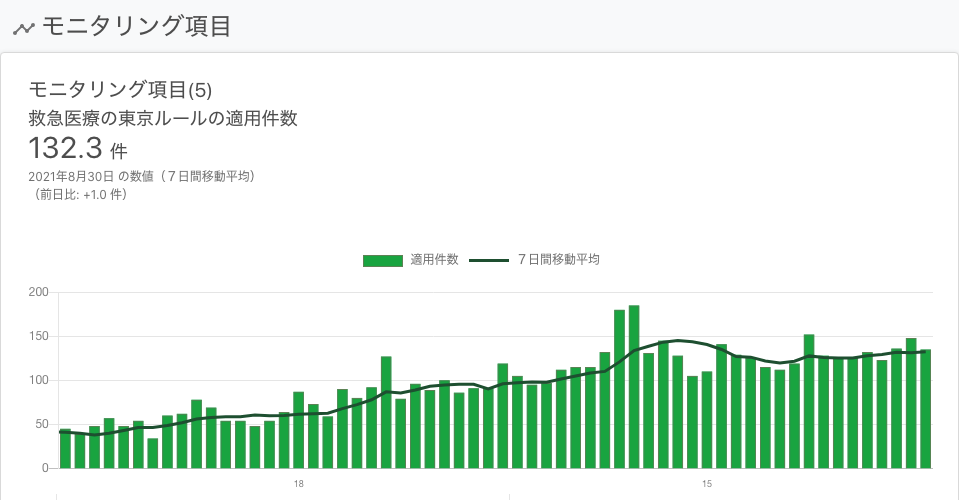 モニタリング項目
モニタリング項目(5)
救急医療の東京ルールの適用件数
132.3 件
2021年8月30日 の数値（７日間移動平均）
（前日比: +1.0 件）
適用件数 ７日間移動平均
200
150
100
50
0
18 15